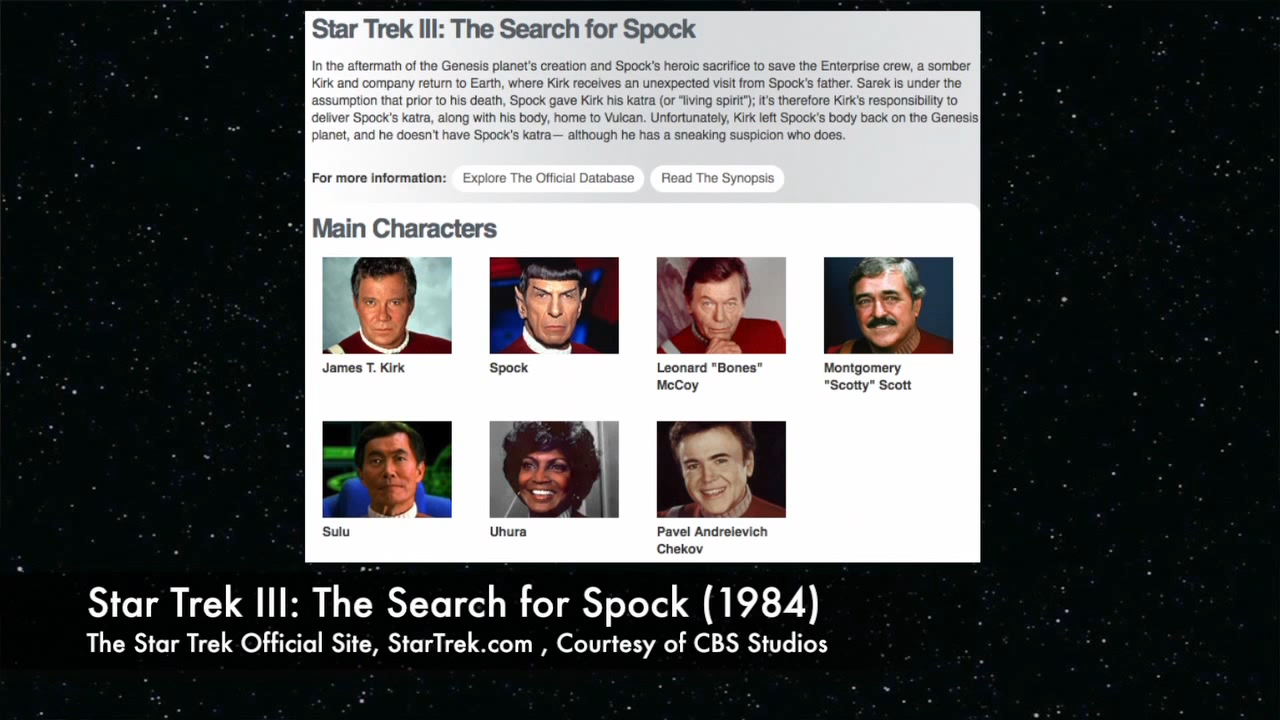 Star Trek III: The Search for Spock
In the aftermath of the Genesis planet's creation and Spock's heroic sacrifice to save the Enterprise crew, a somber
Kirk and company return to Earth, where Kirk receives an unexpected visit from Spock's father. Sarek is under the
assumption that prior to his death, Spock gave Kirk his katra (or "living spirit"); it's therefore Kirk's responsibility to
deliver Spock's katra, along with his body, home to Vulcan. Unfortunately, Kirk left Spock's body back on the Genesis
planet, and he doesn't have Spock's katra— although he has a sneaking suspicion who does.
For more information: Explore The Official Database Read The Synopsis
Main Characters
James T. Kirk
Spock
Leonard "Bones"
McCoy
Montgomery
"Scotty" Scott
Sulu
Uhura
Pavel Andreievich
Chekov
Star Trek III: The Search for Spock (1984)
The Star Trek Official Site, StarTrek.com , Courtesy of CBS Studios